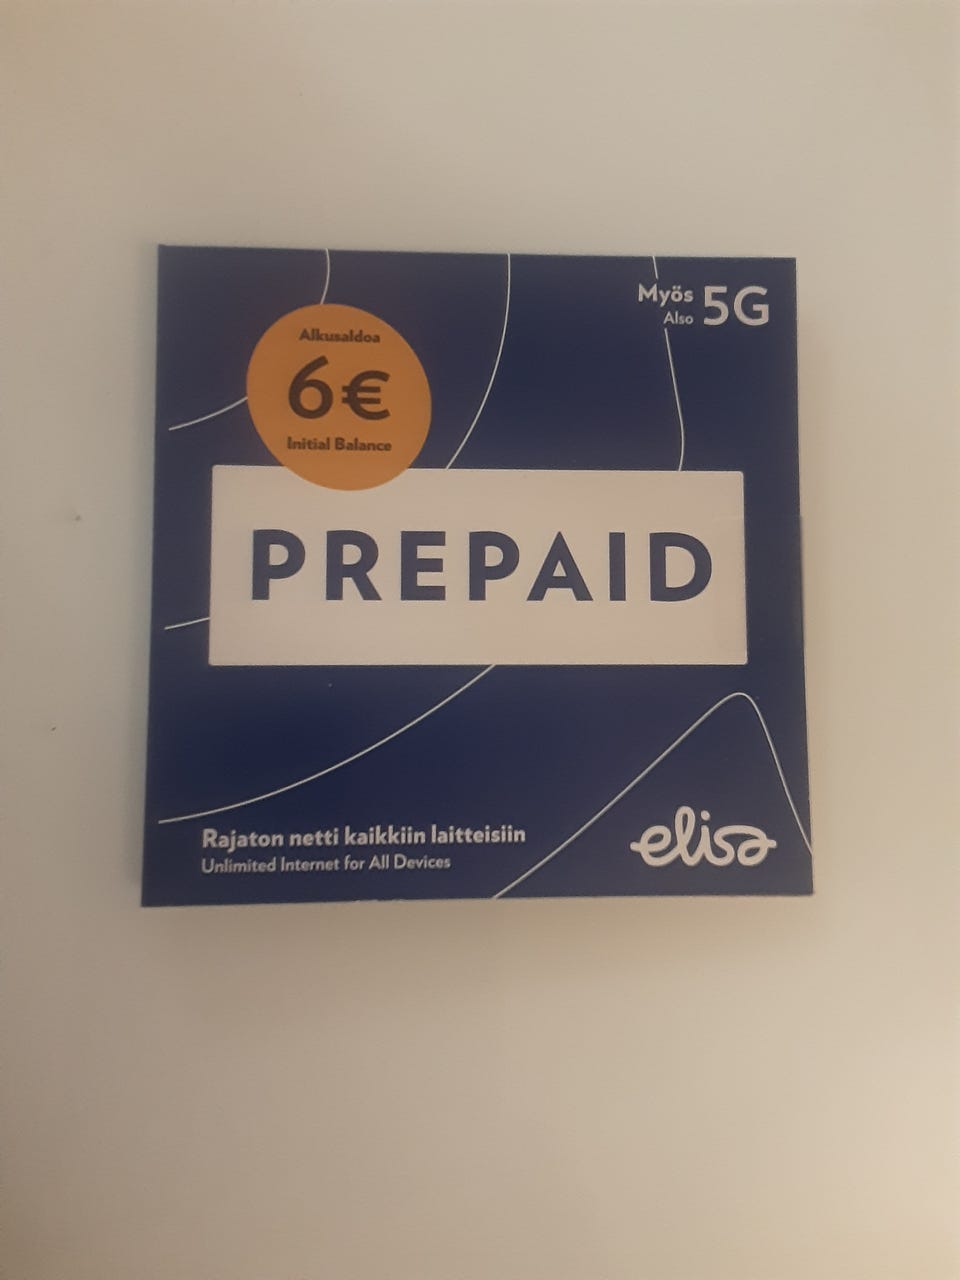 Myös
Also
5G
Alkusaldoa
6€
Initial Balance
PREPAID
Rajaton netti kaikkiin laitteisiin
Unlimited Internet for All Devices
elisa